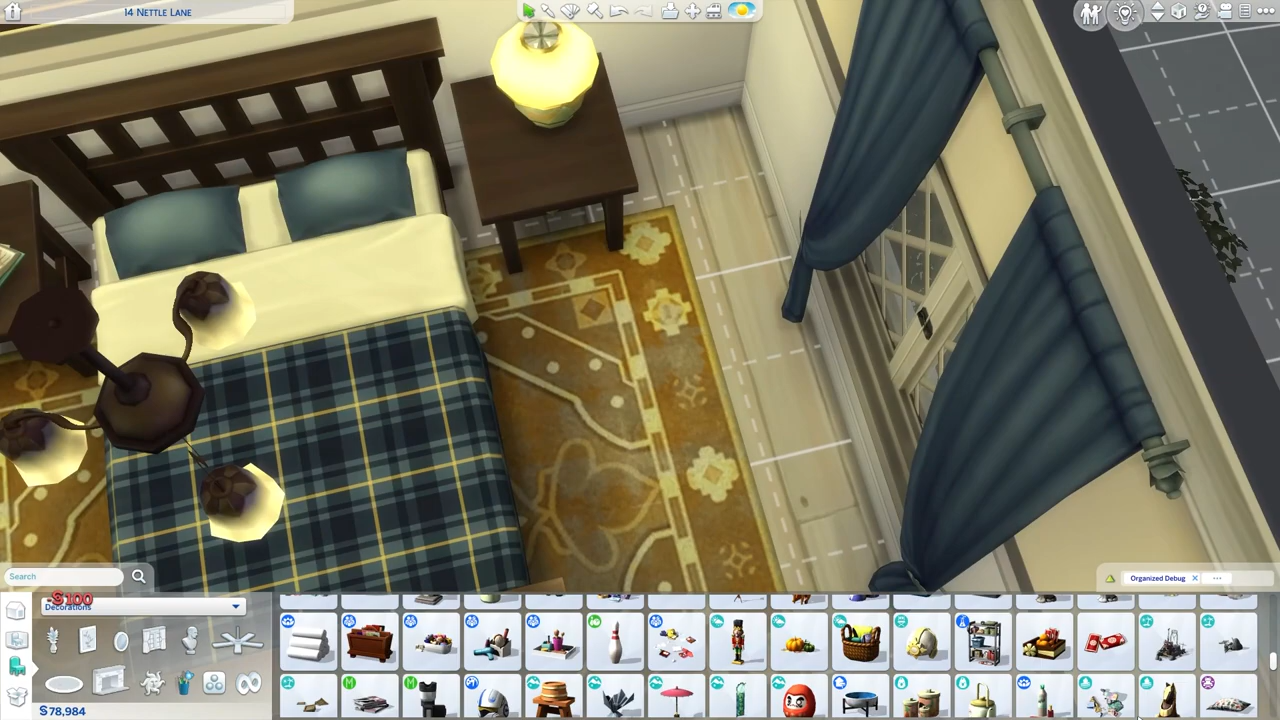 14 NETTLE LANE
Search
Organized Debug
-§100
Decorations
§78,984